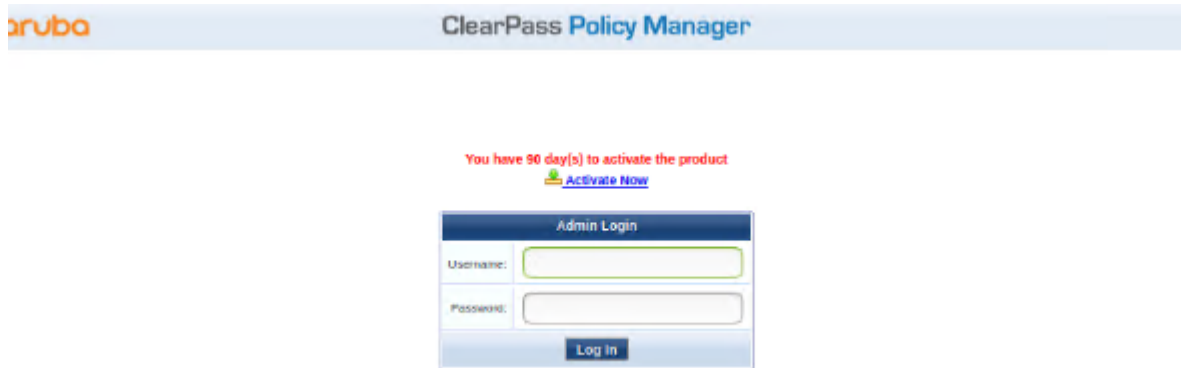 aruba
ClearPass Policy Manager
You have 90 day(s) to activate the product
Activate Now
Admin Login
Username:
Password:
Log In